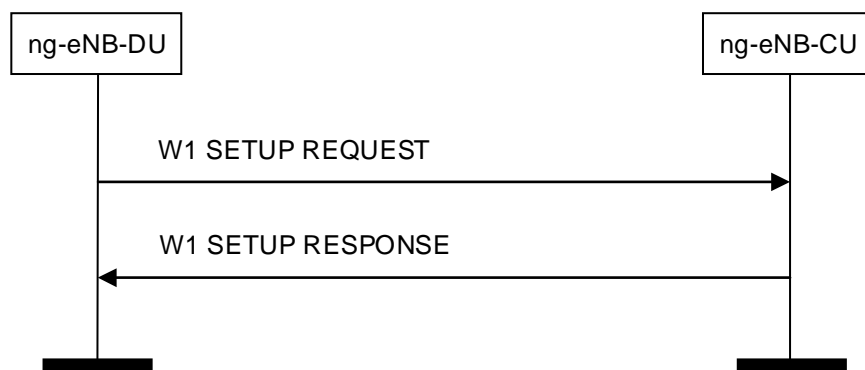 ng-eNB-DU
ng-eNB-CU
W1 SETUP REQUEST
W1 SETUP RESPONSE